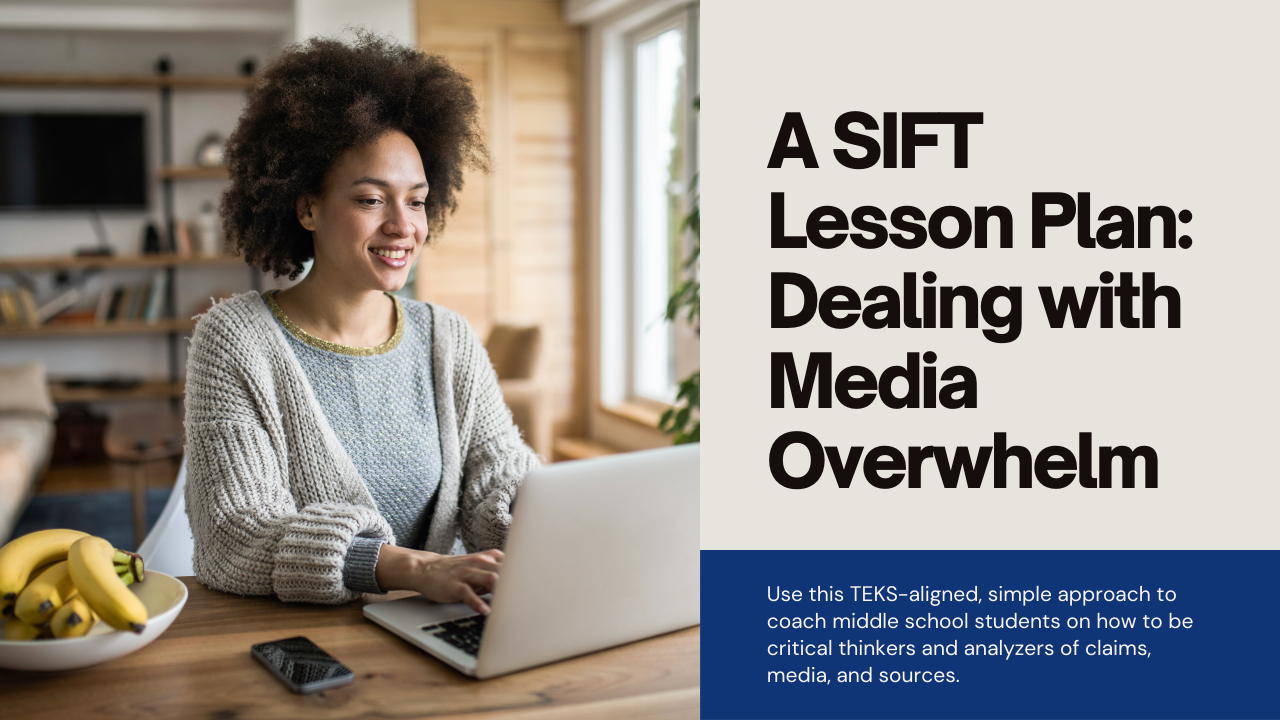 A SIFT
Lesson Plan:
Dealing with
Media
Overwhelm
Use this TEKS-aligned, simple approach to
coach middle school students on how to be
critical thinkers and analyzers of claims,
media, and sources.